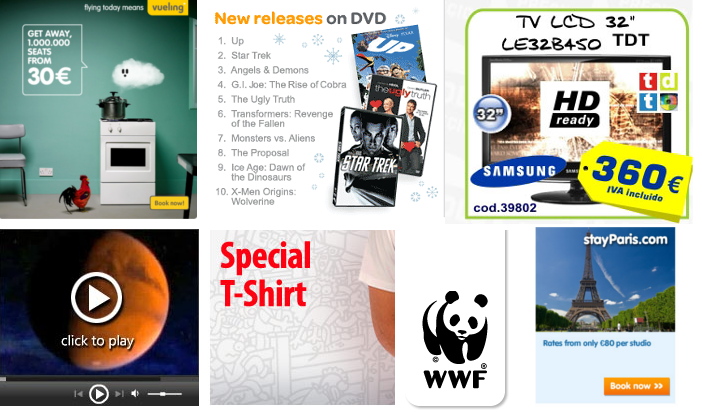 flying today means vueling
GET AWAY,
1.000.000
SEATS
FROM
30€
Book now!
New releases on DVD
1. Up
2. Star Trek
3. Angels & Demons
4. G.I. Joe: The Rise of Cobra
5. The Ugly Truth
6. Transformers: Revenge
of the Fallen
7. Monsters vs. Aliens
8. The Proposal
9. Ice Age: Dawn of
the Dinosaurs
10. X-Men Origins:
Wolverine
UP
the ugly truth
STAR TREK
TV LCD 32"
LE32B450 TDT
32"
HD
ready
t d
t
SAMSUNG
SAMSUNG
360€
IVA incluido
cod.39802
click to play
Special
T-Shirt
WWF
stayParis.com
Rates from only €80 per studio
Book now >>